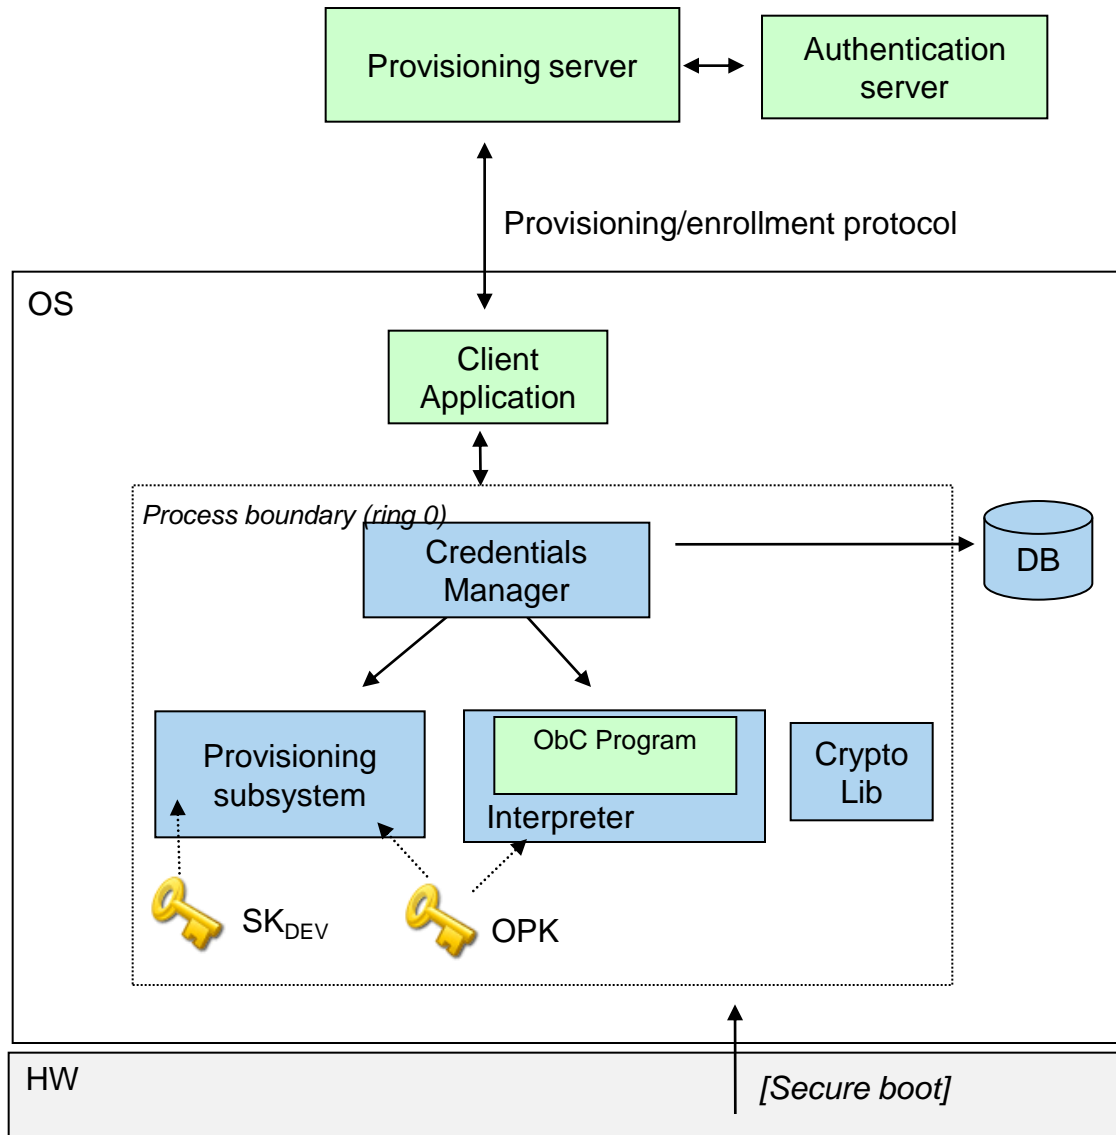 Provisioning server
Authentication
server
Provisioning/enrollment protocol
OS
Client
Application
Process boundary (ring 0)
Credentials
Manager
DB
Provisioning
subsystem
ObC Program
Interpreter
Crypto
Lib
SK_DEV
OPK
HW
[Secure boot]